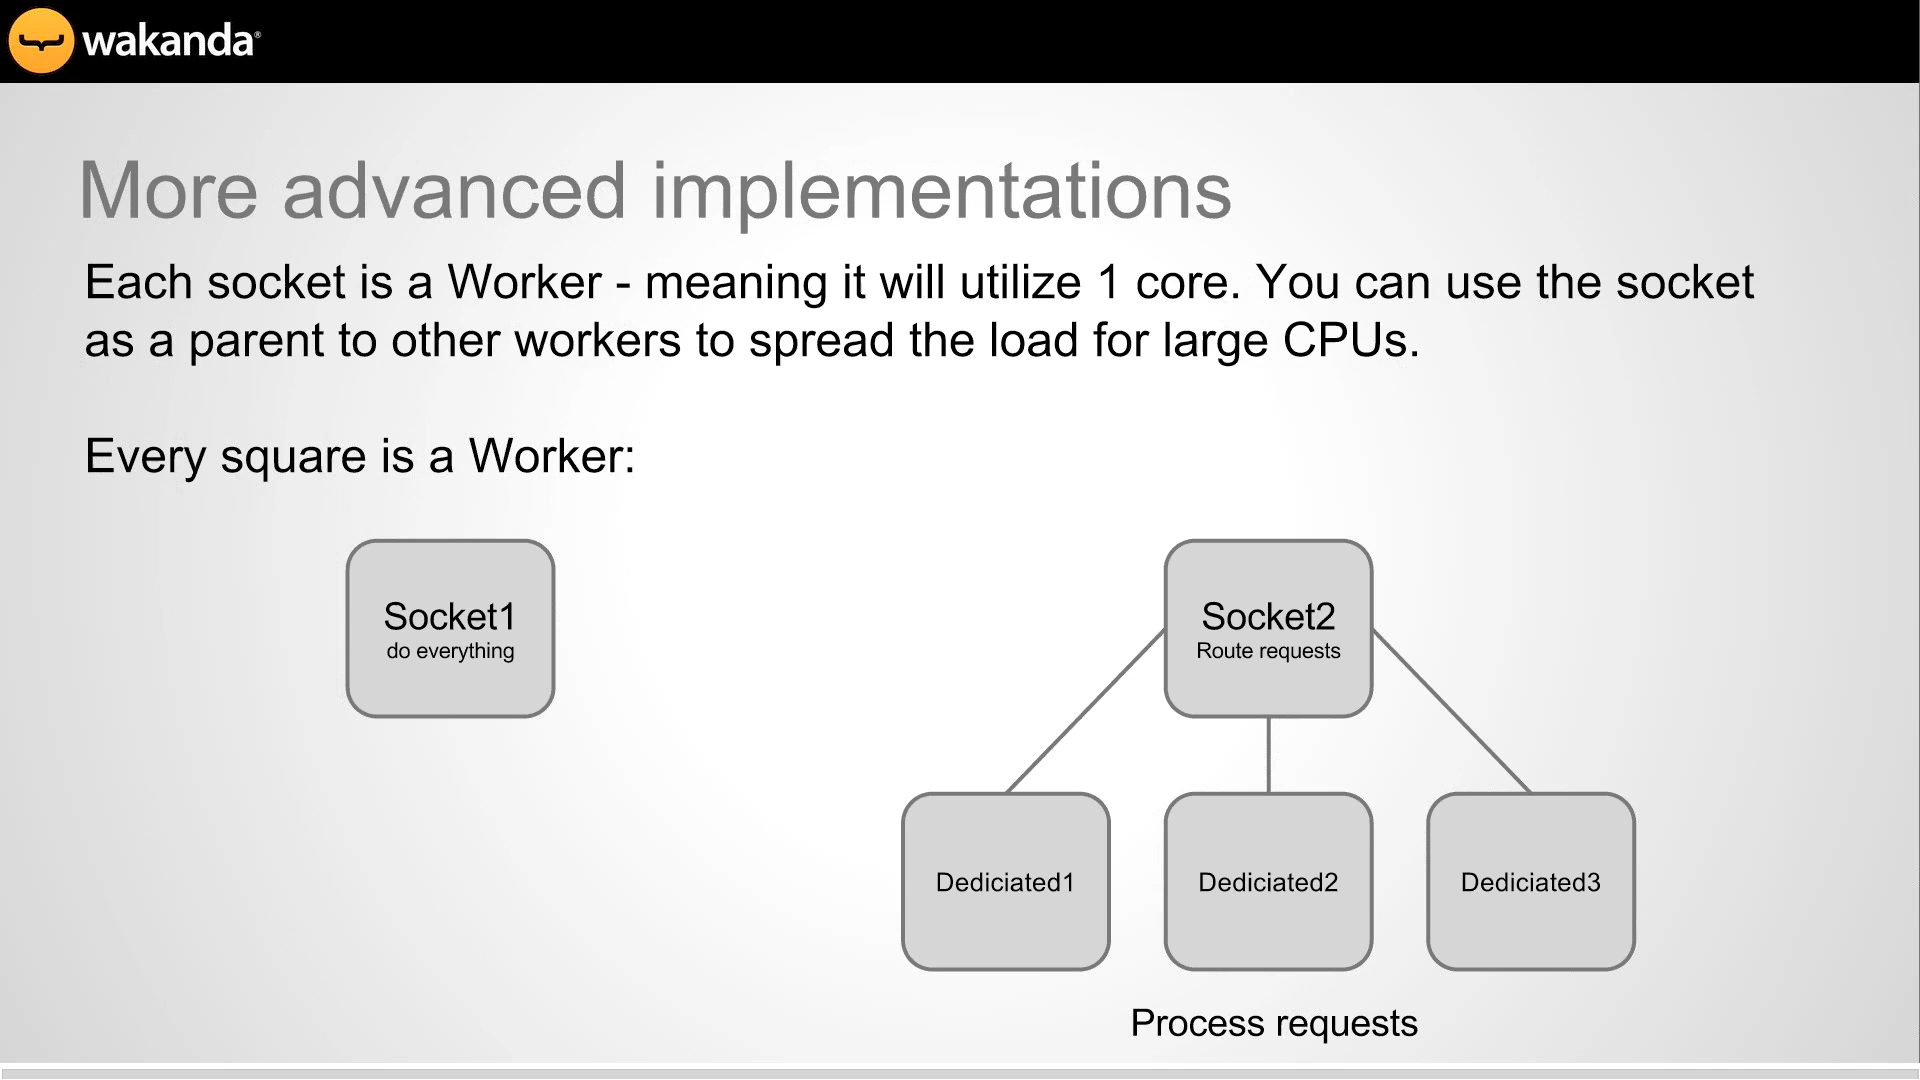 wakanda®
More advanced implementations
Each socket is a Worker - meaning it will utilize 1 core. You can use the socket
as a parent to other workers to spread the load for large CPUs.
Every square is a Worker:
Socket1
do everything
Socket2
Route requests
Dediciated1
Dediciated2
Dediciated3
Process requests